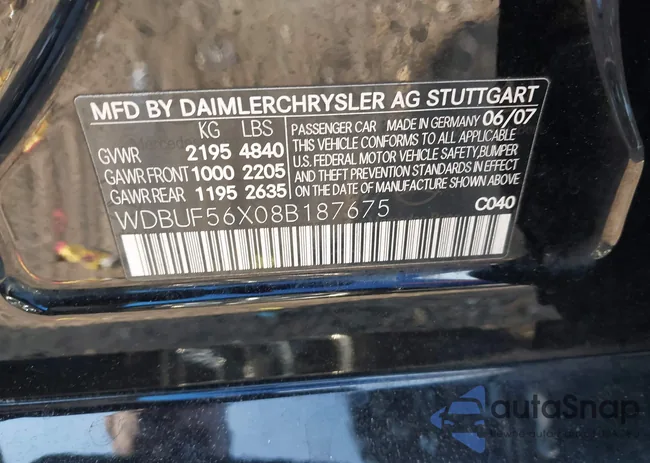 MFD BY DAIMLERCHRYSLER AG STUTTGART
KG LBS
GVWR 2195 4840
GAWR FRONT 1000 2205
GAWR REAR 1195 2635
PASSENGER CAR MADE IN GERMANY 06/07
THIS VEHICLE CONFORMS TO ALL APPLICABLE
U.S. FEDERAL MOTOR VEHICLE SAFETY, BUMPER
AND THEFT PREVENTION STANDARDS IN EFFECT
ON THE DATE OF MANUFACTURE SHOWN ABOVE.
WDBUF56X08B187675
C040
autaSnap